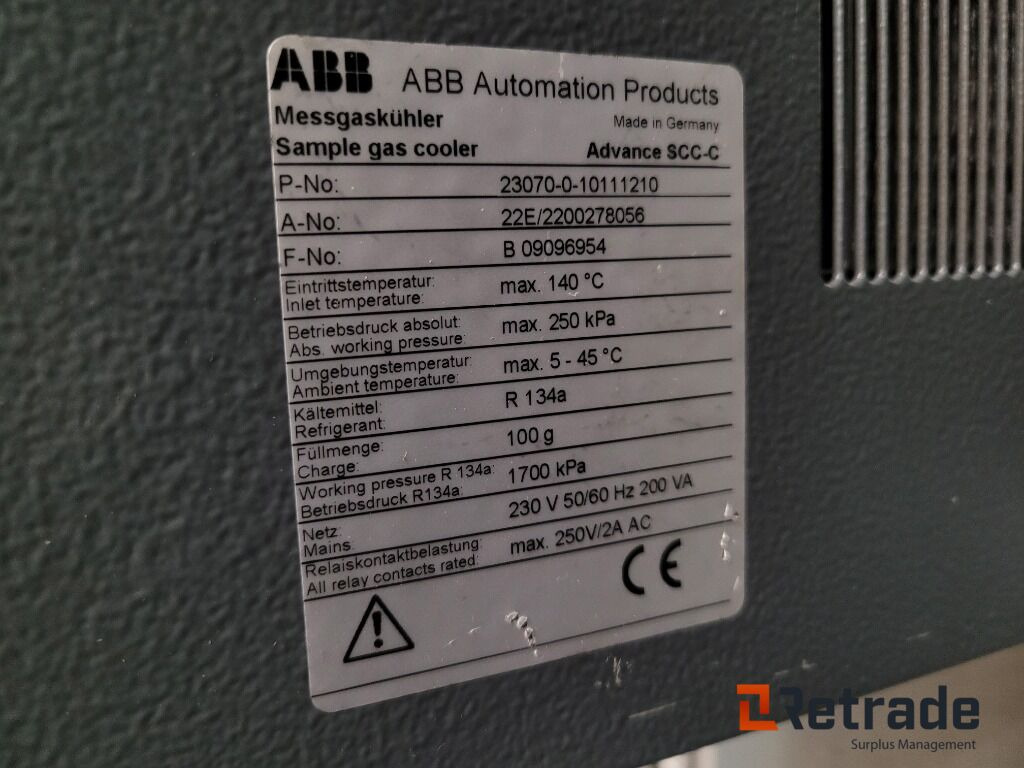 ABB ABB Automation Products
Messgaskühler Made in Germany
Sample gas cooler Advance SCC-C
P-No: 23070-0-10111210
A-No: 22E/2200278056
F-No: B 09096954
Eintrittstemperatur: max. 140 °C
Inlet temperature:
Betriebsdruck absolut: max. 250 kPa
Abs. working pressure:
Umgebungstemperatur: max. 5 - 45 °C
Ambient temperature:
Kältemittel: R 134a
Refrigerant:
Füllmenge: 100 g
Charge:
Working pressure R 134a: 1700 kPa
Betriebsdruck R134a:
Netz: 230 V 50/60 Hz 200 VA
Mains:
Relaiskontaktbelastung: max. 250V/2A AC
All relay contacts rated:
CE
Retrade
Surplus Management